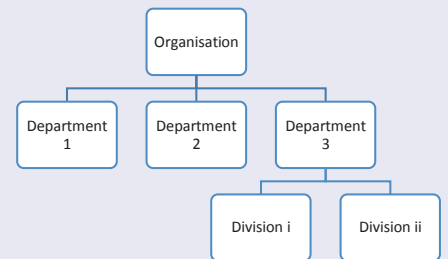 Organisation
Department
1
Department
2
Department
3
Division i
Division ii